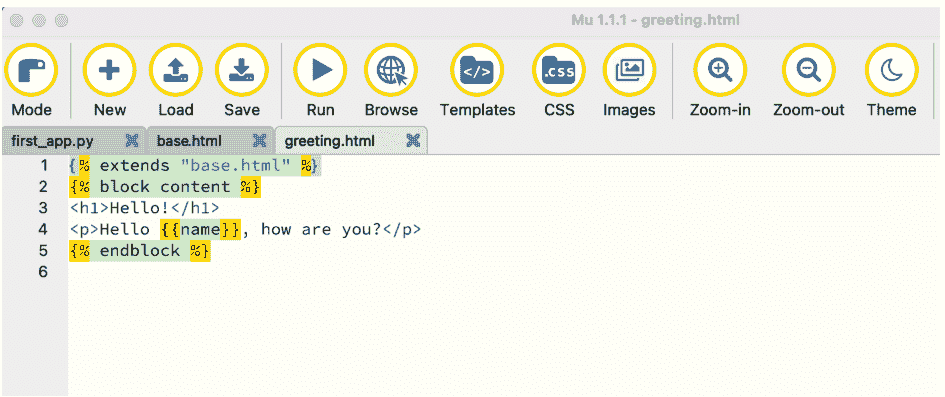 Mu 1.1.1 - greeting.html
</> .CSS
Mode New Load Save Run Browse Templates CSS Images Zoom-in Zoom-out Theme
first_app.py base.html greeting.html
1 {% extends "base.html" %}
2 {% block content %}
3 <h1>Hello!</h1>
4 <p>Hello {{name}}, how are you?</p>
5 {% endblock %}
6